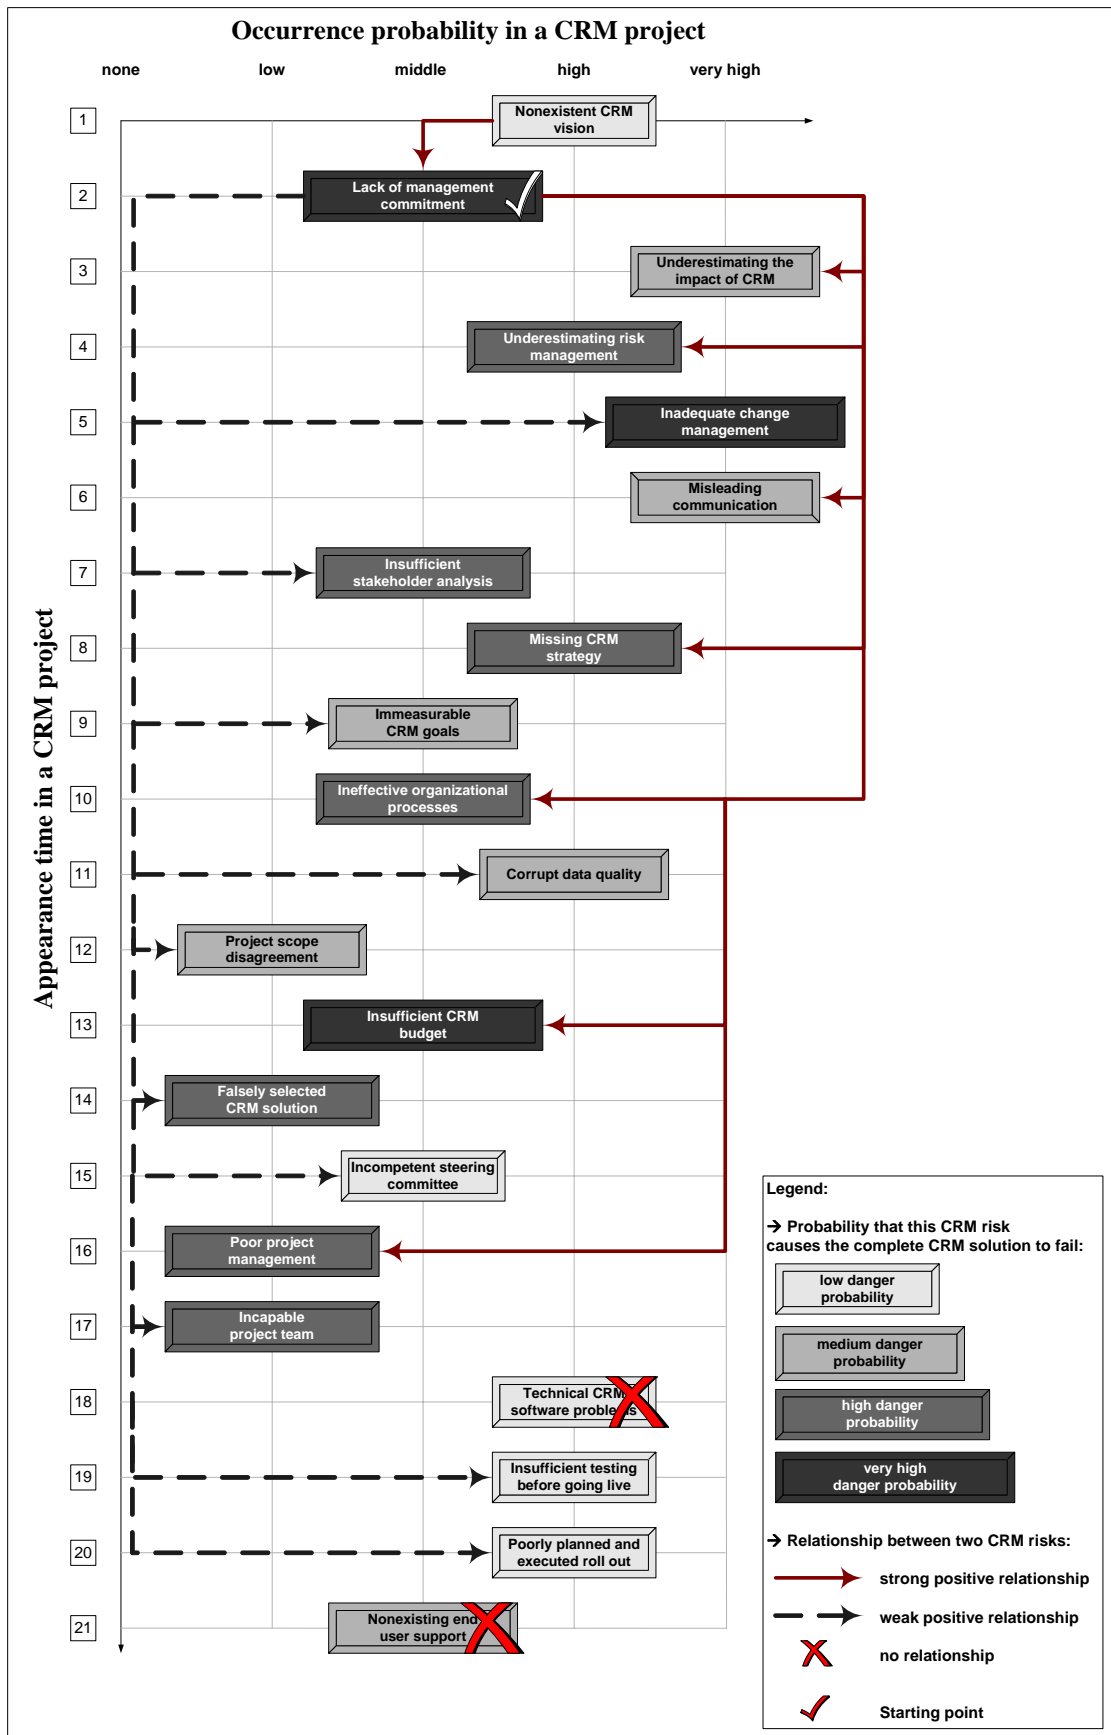 Occurrence probability in a CRM project
none
low
middle
high
very high
Appearance time in a CRM project
1
Nonexistent CRM
vision
2
Lack of management
commitment
3
Underestimating the
impact of CRM
4
Underestimating risk
management
5
Inadequate change
management
6
Misleading
communication
7
Insufficient
stakeholder analysis
8
Missing CRM
strategy
9
Immeasurable
CRM goals
10
Ineffective organizational
processes
11
Corrupt data quality
12
Project scope
disagreement
13
Insufficient CRM
budget
14
Falsely selected
CRM solution
15
Incompetent steering
committee
16
Poor project
management
17
Incapable
project team
18
Technical CRM
software problems
19
Insufficient testing
before going live
20
Poorly planned and
executed roll out
21
Nonexisting end
user support
Legend:
→ Probability that this CRM risk
causes the complete CRM solution to fail:
low danger
probability
medium danger
probability
high danger
probability
very high
danger probability
→ Relationship between two CRM risks:
strong positive relationship
weak positive relationship
no relationship
Starting point